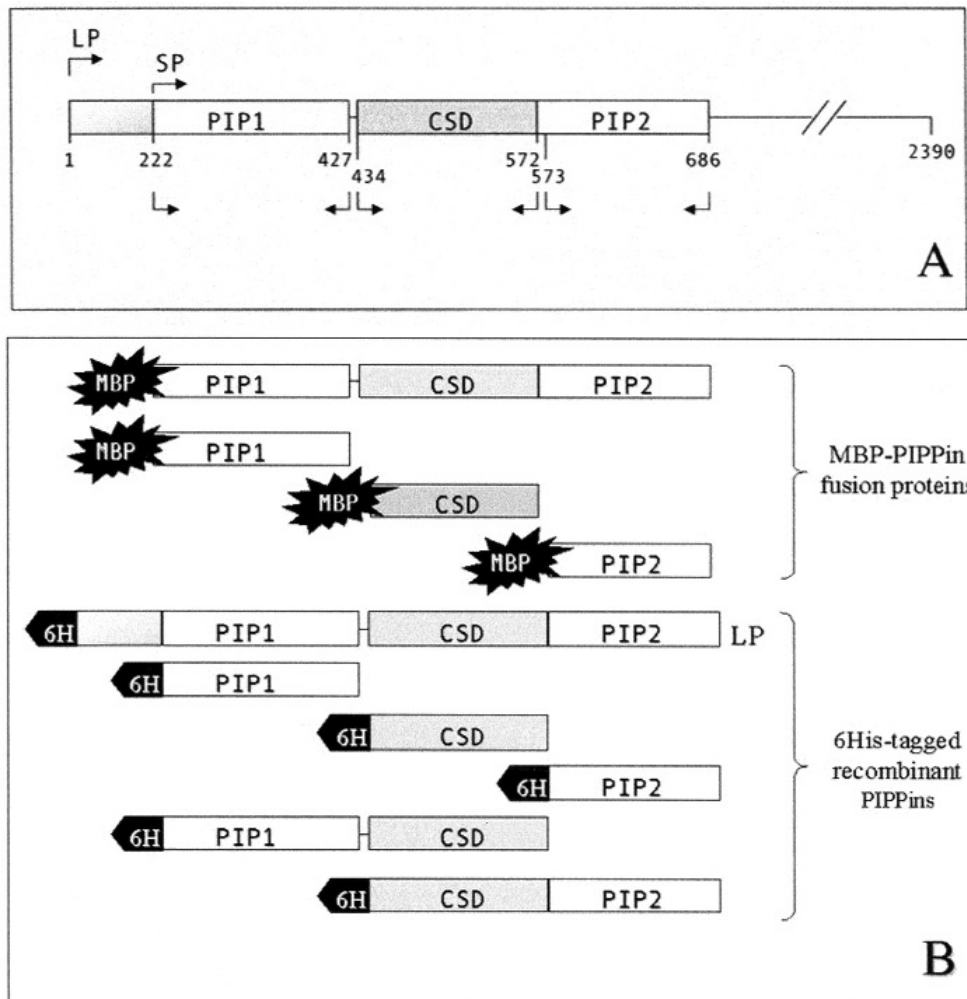 LP
SP
PIP1 CSD PIP2
1 222 427 434 572 573 686 2390
A
MBP PIP1 CSD PIP2
MBP PIP1
MBP CSD
MBP PIP2
MBP-PIPPin
fusion proteins
6H PIP1 CSD PIP2 LP
6H PIP1
6H CSD
6H PIP2
6H PIP1 CSD
6H CSD PIP2
6His-tagged
recombinant
PIPPins
B